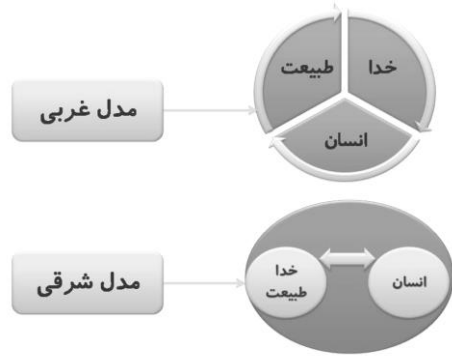 طبیعت
خدا
انسان
مدل غربی
مدل شرقی
خدا
طبیعت
انسان